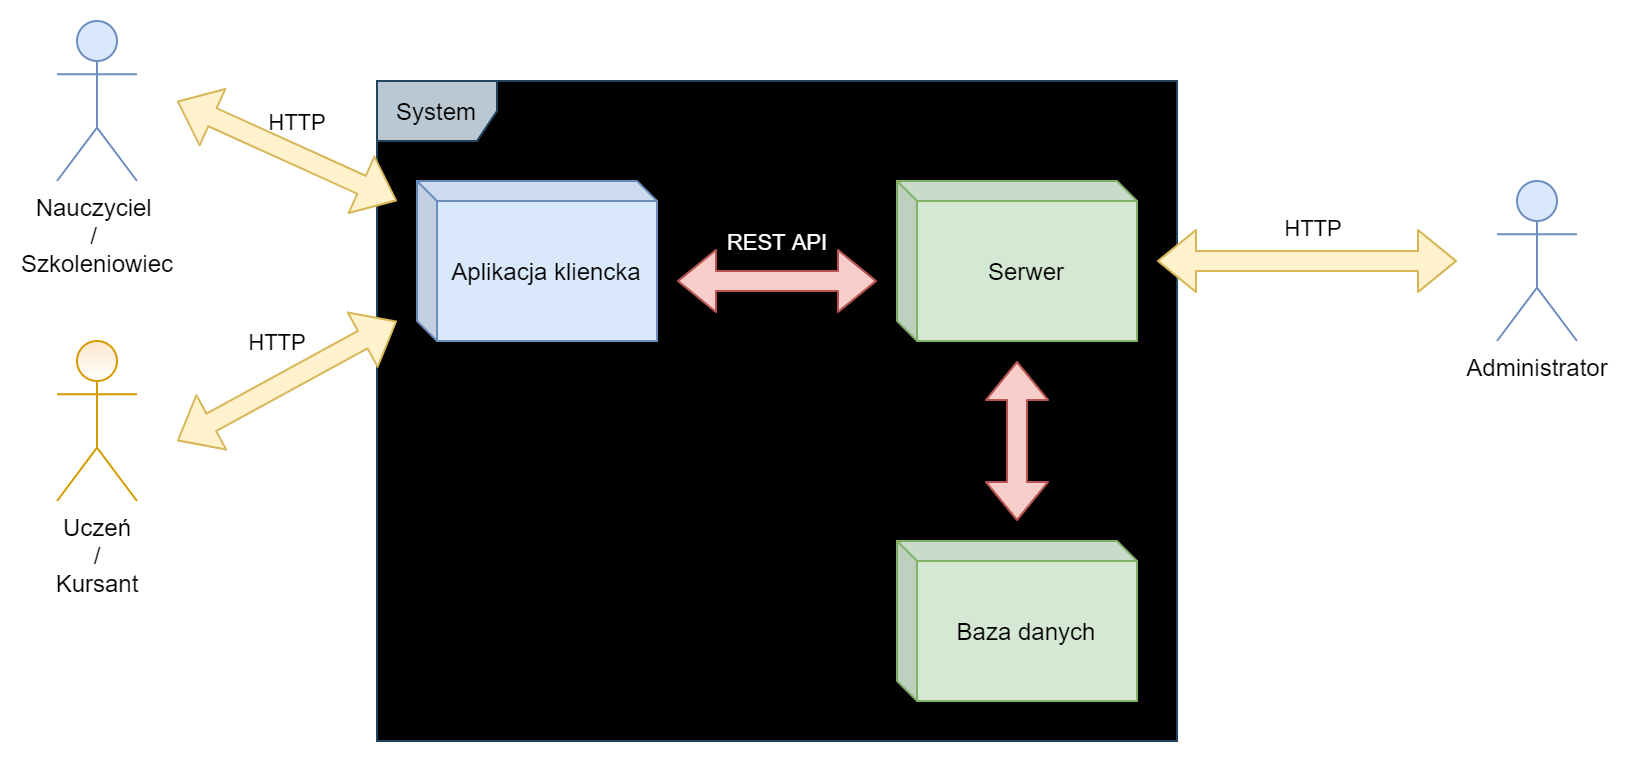 HTTP
System
Nauczyciel
/
Szkoleniowiec
Aplikacja kliencka
REST API
Serwer
HTTP
Administrator
HTTP
Uczeń
/
Kursant
Baza danych